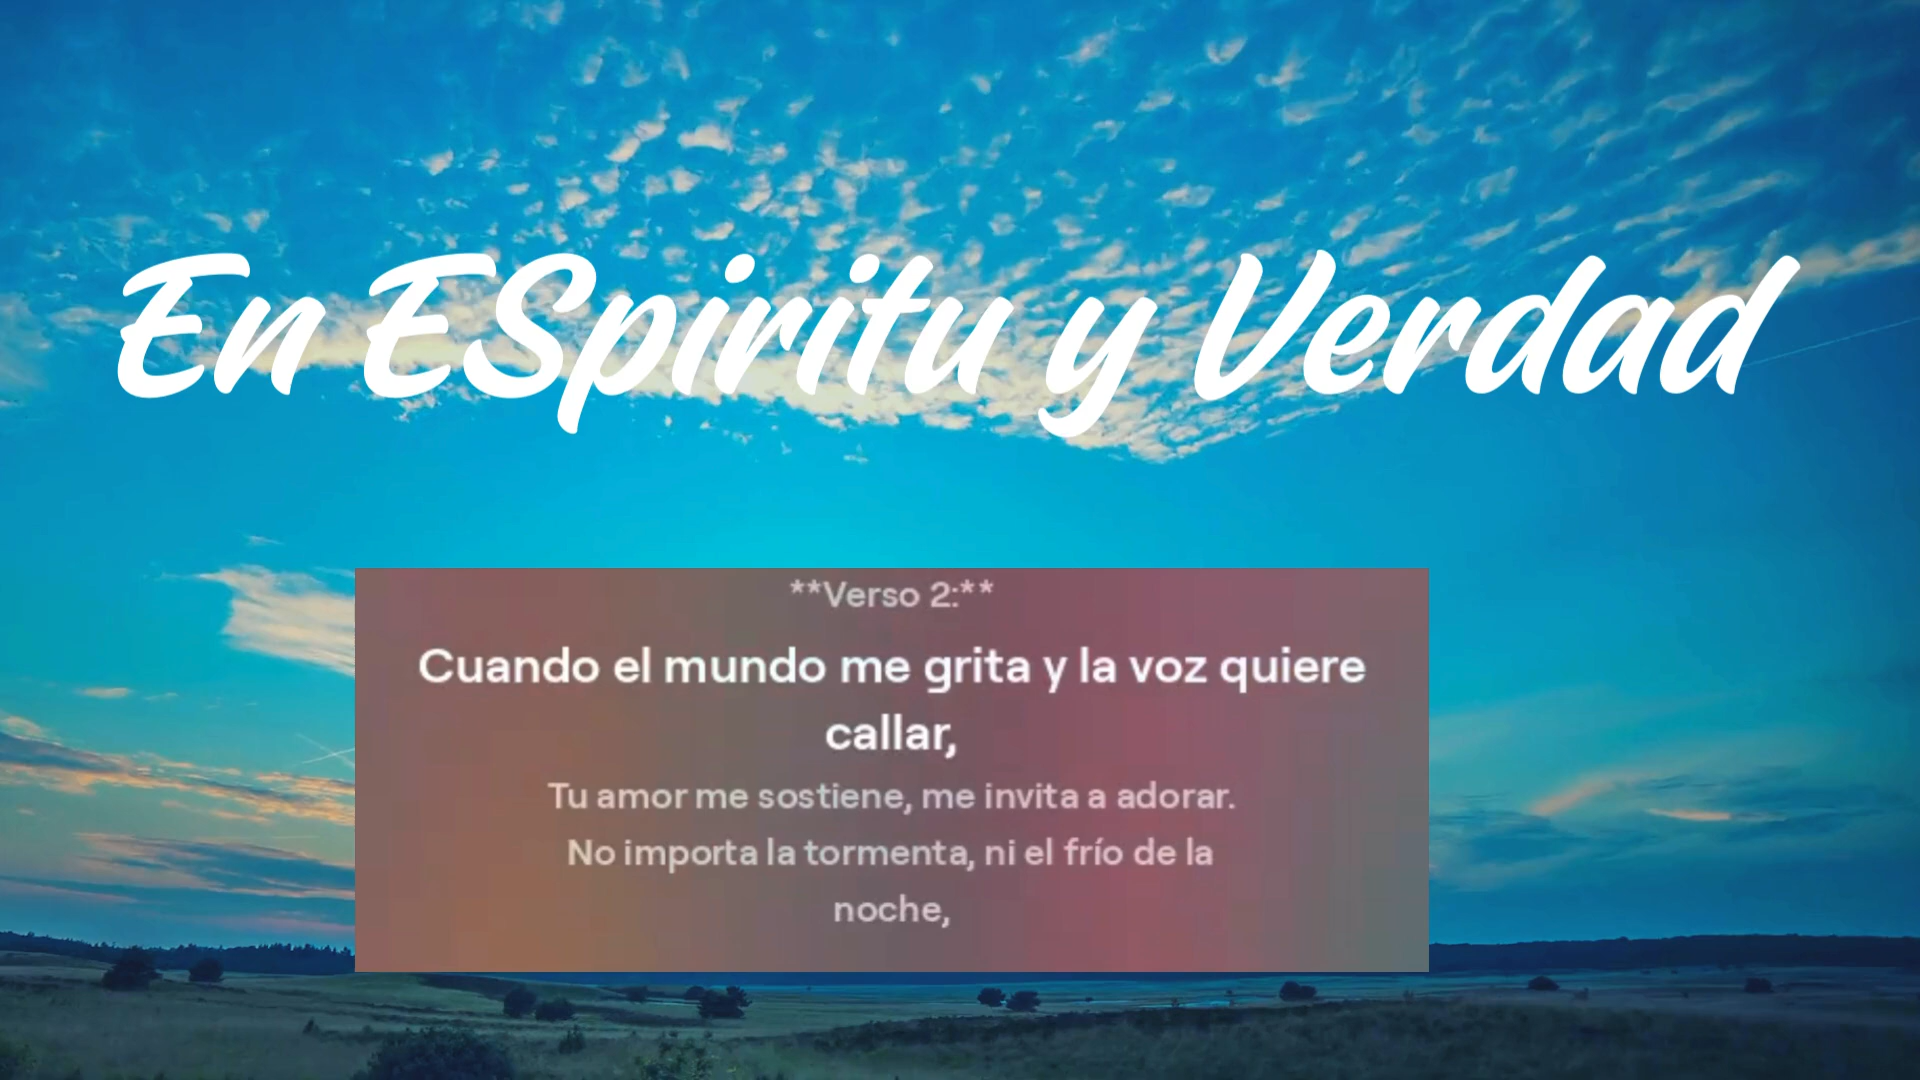 En ESpiritu y Verdad
**Verso 2:**
Cuando el mundo me grita y la voz quiere
callar,
Tu amor me sostiene, me invita a adorar.
No importa la tormenta, ni el frío de la
noche,